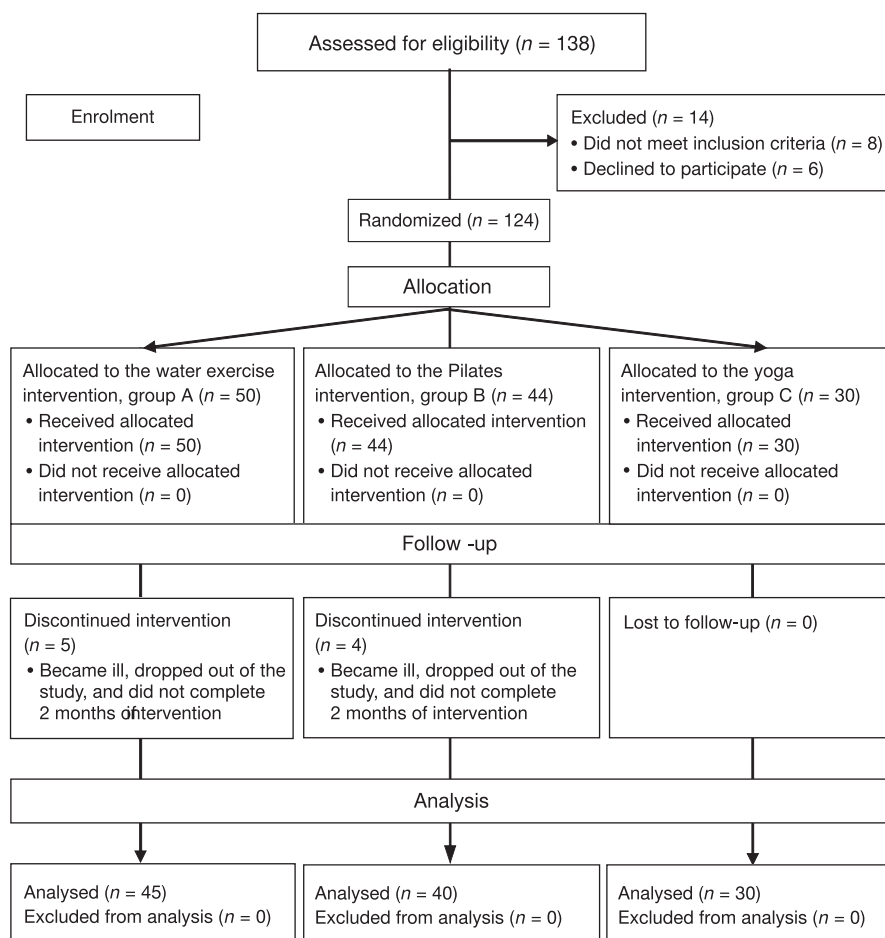 Assessed for eligibility (n = 138)
Enrolment
Excluded (n = 14)
• Did not meet inclusion criteria (n = 8)
• Declined to participate (n = 6)
Randomized (n = 124)
Allocation
Allocated to the water exercise
intervention, group A (n = 50)
• Received allocated
intervention (n = 50)
• Did not receive allocated
intervention (n = 0)
Allocated to the Pilates
intervention, group B (n = 44)
• Received allocated intervention
(n = 44)
• Did not receive allocated
intervention (n = 0)
Allocated to the yoga
intervention, group C (n = 30)
• Received allocated
intervention (n = 30)
• Did not receive allocated
intervention (n = 0)
Follow -up
Discontinued intervention
(n = 5)
• Became ill, dropped out of the
study, and did not complete
2 months of intervention
Discontinued intervention
(n = 4)
• Became ill, dropped out of the
study, and did not complete
2 months of intervention
Lost to follow-up (n = 0)
Analysis
Analysed (n = 45)
Excluded from analysis (n = 0)
Analysed (n = 40)
Excluded from analysis (n = 0)
Analysed (n = 30)
Excluded from analysis (n = 0)